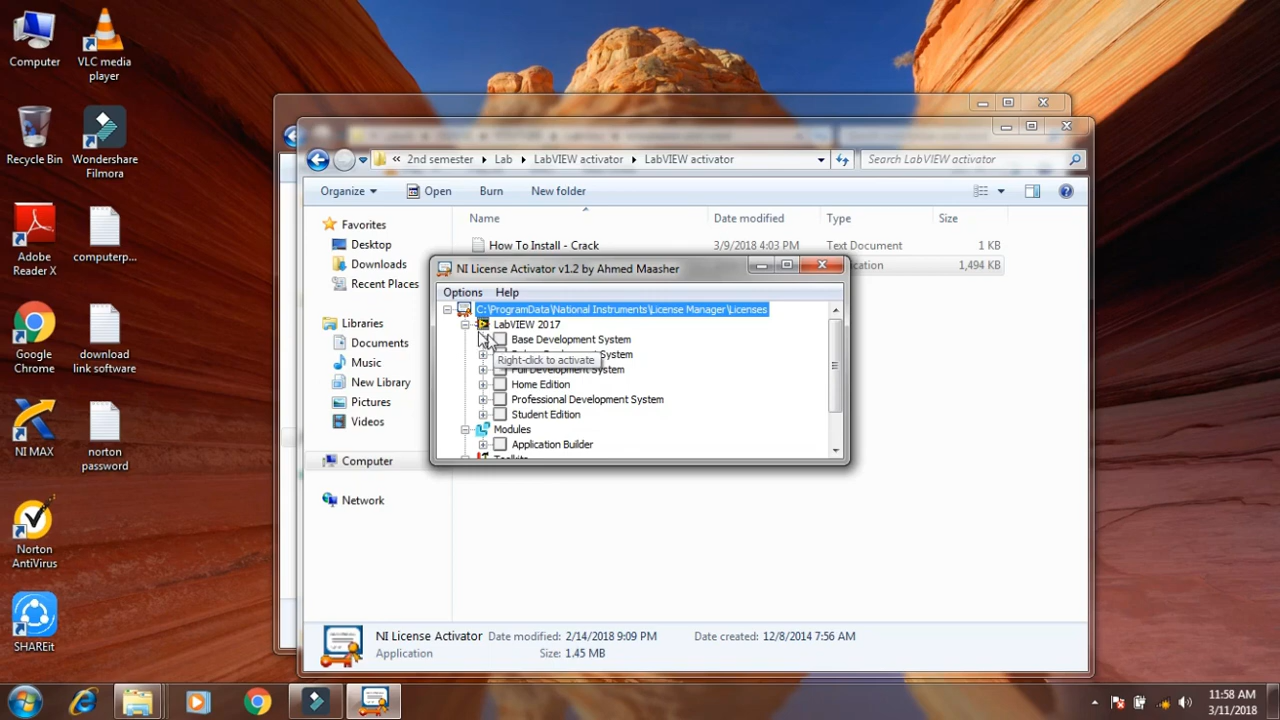 Computer
VLC media
player
Recycle Bin
Wondershare
Filmora
Adobe
Reader X
computerp...
Google
Chrome
download
link software
NI MAX
norton
password
Norton
AntiVirus
SHAREit
« 2nd semester Lab LabVIEW activator LabVIEW activator
Search LabVIEW activator
Organize Open Burn New folder
Favorites
Desktop
Downloads
Recent Places
Libraries
Documents
Music
New Library
Pictures
Videos
Computer
Network
Name Date modified Type Size
How To Install - Crack 3/9/2018 4:03 PM Text Document 1 KB
1,494 KB
NI License Activator v1.2 by Ahmed Maasher
Options Help
C:\ProgramData\National Instruments\License Manager\Licenses
LabVIEW 2017
Base Development System
System
Right-click to activate
Full Development System
Home Edition
Professional Development System
Student Edition
Modules
Application Builder
NI License Activator Date modified: 2/14/2018 9:09 PM Date created: 12/8/2014 7:56 AM
Application Size: 1.45 MB
11:58 AM
3/11/2018